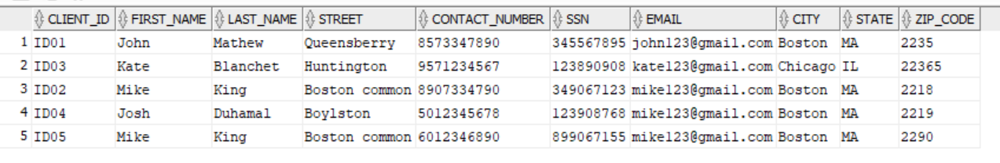 CLIENT_ID FIRST_NAME LAST_NAME STREET CONTACT_NUMBER SSN EMAIL CITY STATE ZIP_CODE
1 ID01 John Mathew Queensberry 8573347890 345567895 john123@gmail.com Boston MA 2235
2 ID03 Kate Blanchet Huntington 9571234567 123890908 kate123@gmail.com Chicago IL 22365
3 ID02 Mike King Boston common 8907334790 349067123 mike123@gmail.com Boston MA 2218
4 ID04 Josh Duhamal Boylston 5012345678 123908768 mike123@gmail.com Boston MA 2219
5 ID05 Mike King Boston common 6012346890 899067155 mike123@gmail.com Boston MA 2290